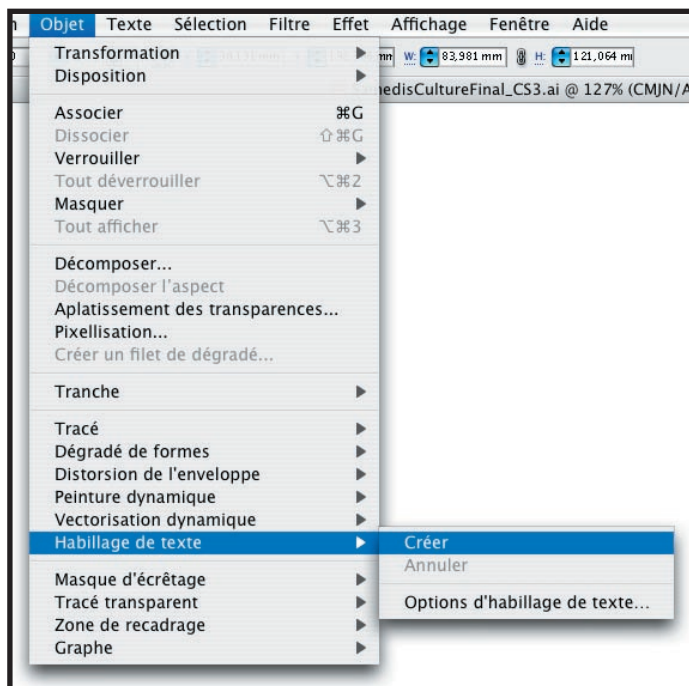 Objet Texte Sélection Filtre Effet Affichage Fenêtre Aide
W: 83,981 mm H: 121,064 m
edisCultureFinal_CS3.ai @ 127% (CMJN/A
Transformation
Disposition
Associer ⌘G
Dissocier ⇧⌘G
Verrouiller
Tout déverrouiller ⌥⌘2
Masquer
Tout afficher ⌥⌘3
Décomposer...
Décomposer l'aspect
Aplatissement des transparences...
Pixellisation...
Créer un filet de dégradé...
Tranche
Tracé
Dégradé de formes
Distorsion de l'enveloppe
Peinture dynamique
Vectorisation dynamique
Habillage de texte
Créer
Annuler
Options d'habillage de texte...
Masque d'écrêtage
Tracé transparent
Zone de recadrage
Graphe